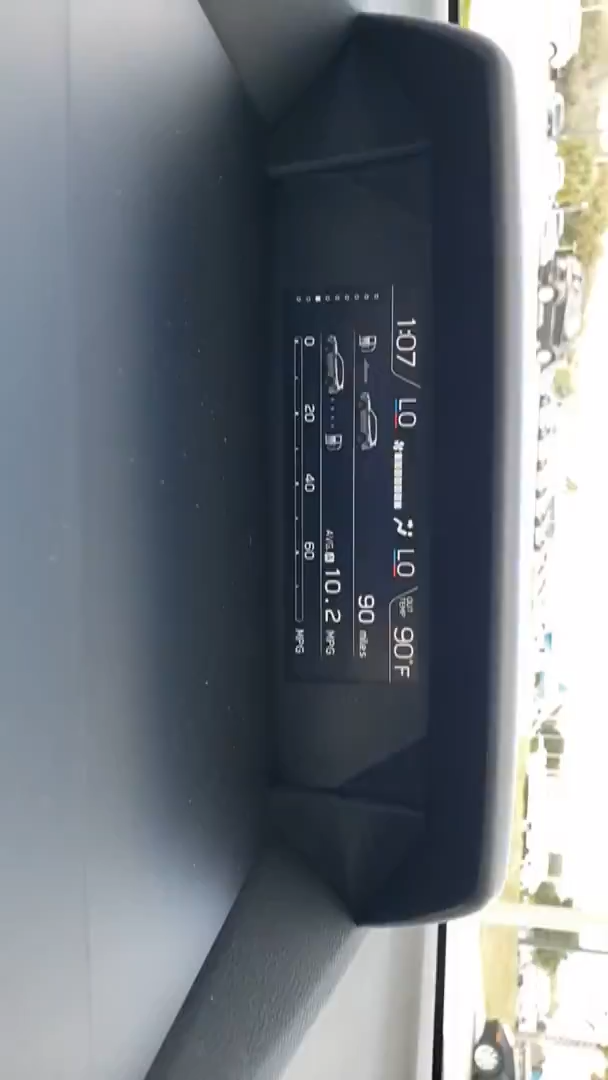 1:07 LO LO OUT TEMP 90°F
90 miles
AVG. A 10.2 MPG
0 20 40 60
MPG